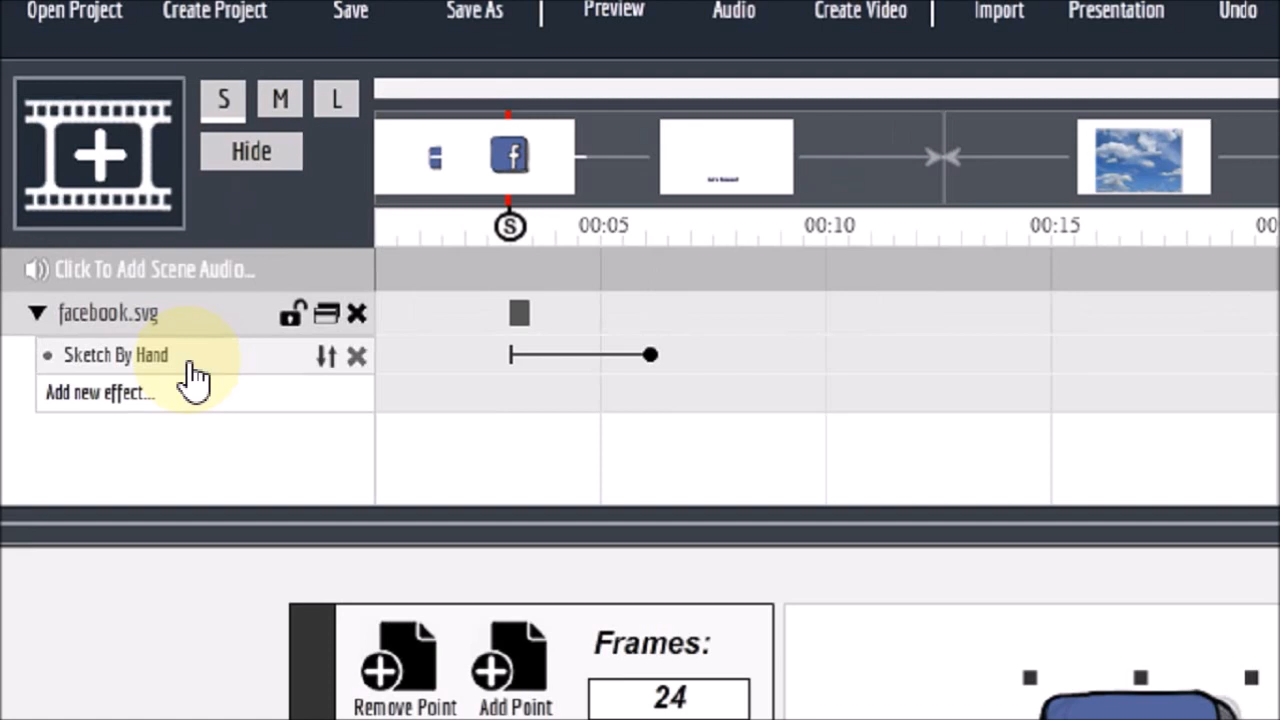 Open Project Create Project Save Save As Preview Audio Create Video Import Presentation Undo
S M L
Hide
f
S 00:05 00:10 00:15 00
Click To Add Scene Audio...
facebook.svg
Sketch By Hand
Add new effect...
Frames:
24
Remove Point Add Point